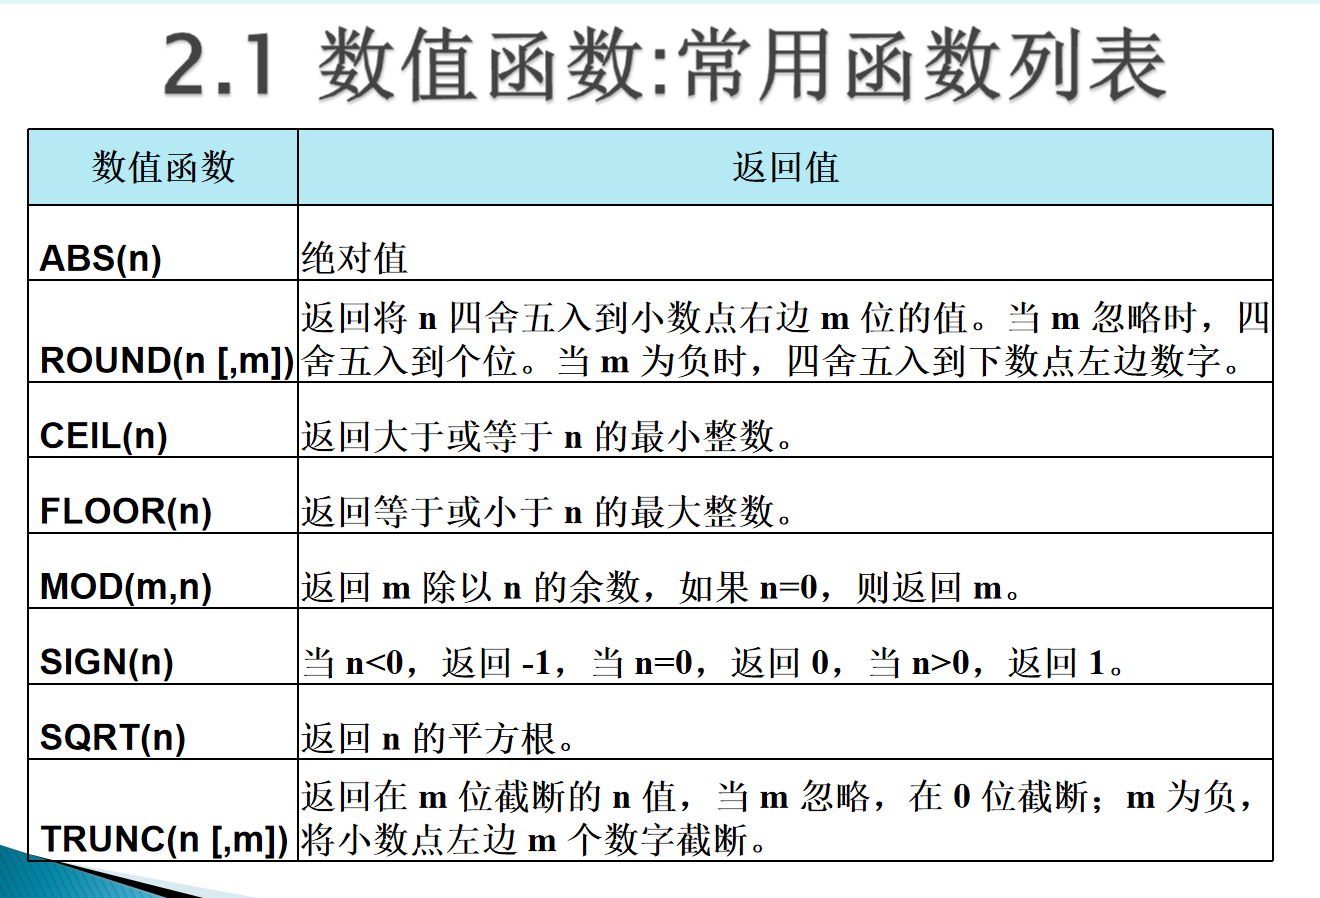 2.1 数值函数:常用函数列表
数值函数
返回值
ABS(n)
绝对值
ROUND(n [,m])
返回将 n 四舍五入到小数点右边 m 位的值。当 m 忽略时，四
舍五入到个位。当 m 为负时，四舍五入到下数点左边数字。
CEIL(n)
返回大于或等于 n 的最小整数。
FLOOR(n)
返回等于或小于 n 的最大整数。
MOD(m,n)
返回 m 除以 n 的余数，如果 n=0，则返回 m。
SIGN(n)
当 n<0，返回 -1，当 n=0，返回 0，当 n>0，返回 1。
SQRT(n)
返回 n 的平方根。
TRUNC(n [,m])
返回在 m 位截断的 n 值，当 m 忽略，在 0 位截断；m 为负，
将小数点左边 m 个数字截断。